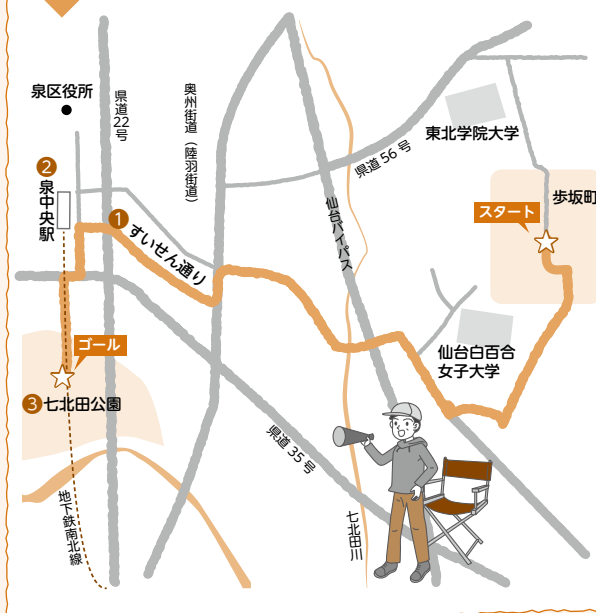 泉区役所
県道22号
奥州街道（陸羽街道）
東北学院大学
県道56号
歩坂町
スタート
2
泉中央駅
1
すいせん通り
仙台バイパス
ゴール
仙台白百合
女子大学
3 七北田公園
県道35号
地下鉄南北線
七北田川